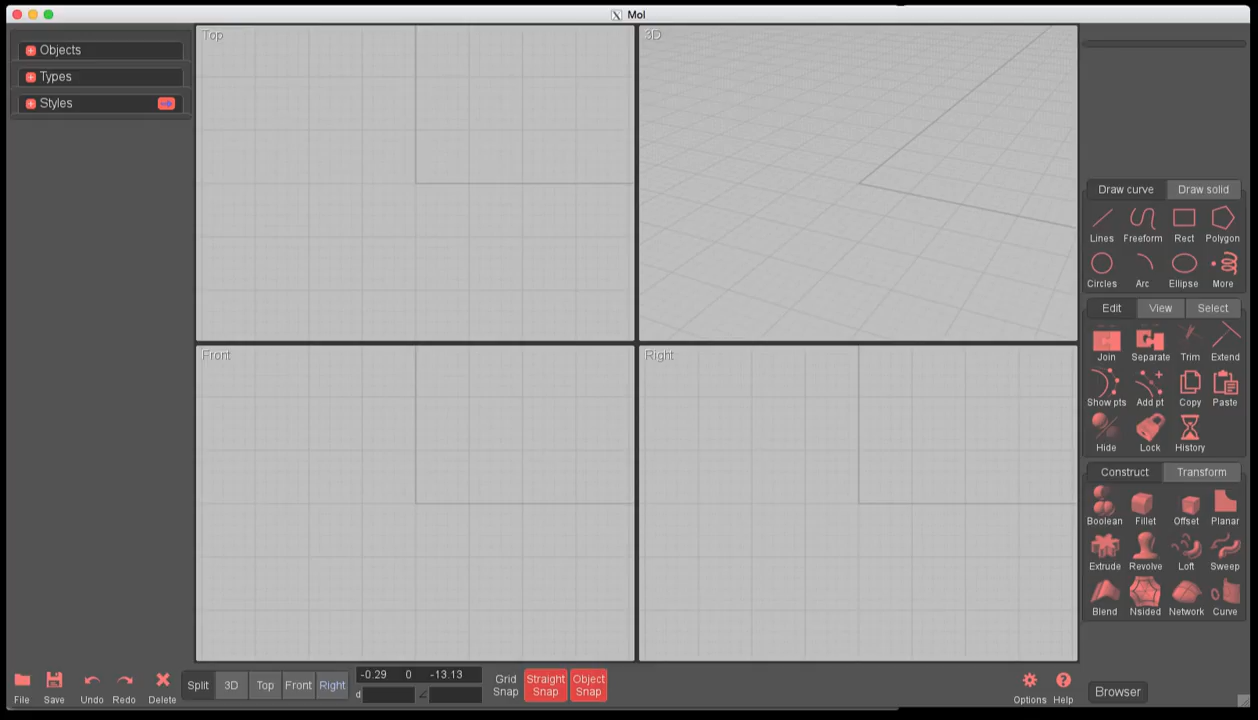 MoI
Objects
Types
Styles
Top
3D
Front
Right
Draw curve Draw solid
Lines Freeform Rect Polygon
Circles Arc Ellipse More
Edit View Select
Join Separate Trim Extend
Show pts Add pt Copy Paste
Hide Lock History
Construct Transform
Boolean Fillet Offset Planar
Extrude Revolve Loft Sweep
Blend Nsided Network Curve
File Save Undo Redo Delete
Split 3D Top Front Right
-0.29 0 -13.13
d
Grid Snap
Straight Snap
Object Snap
Options Help
Browser